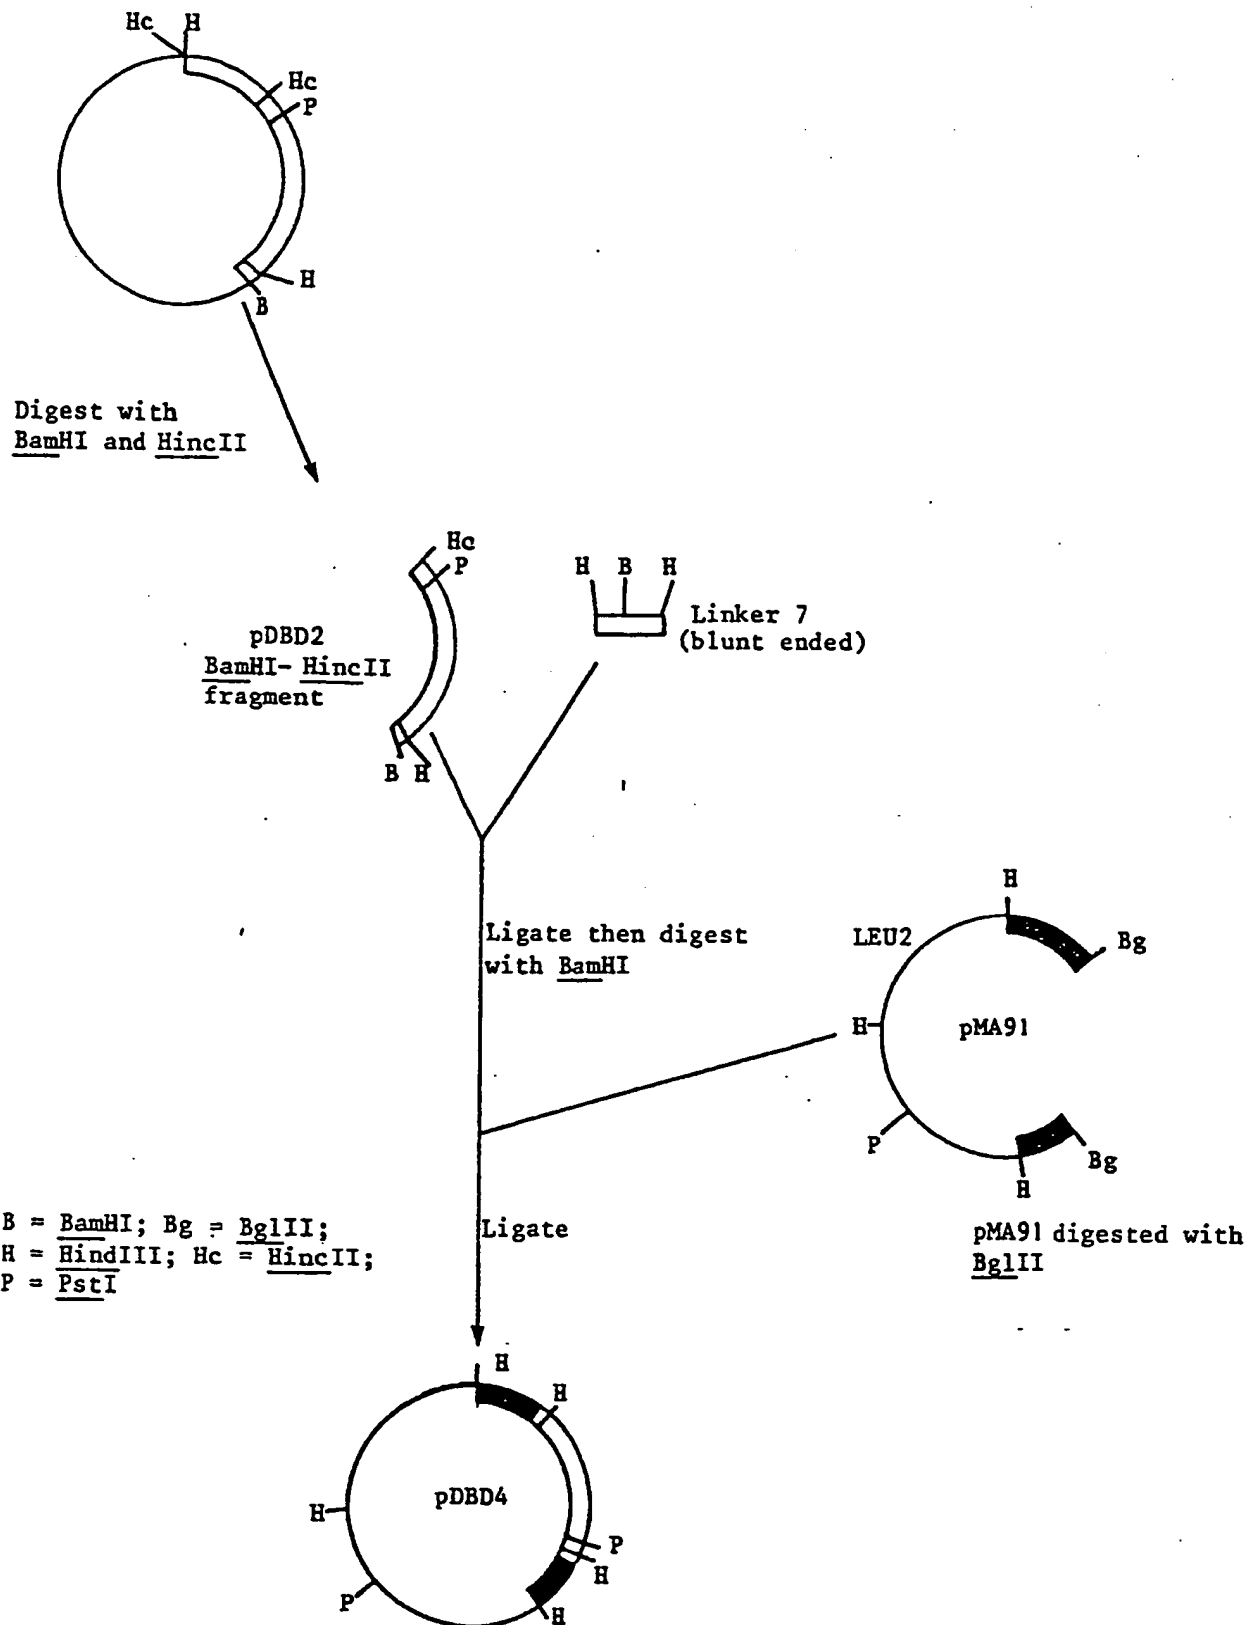 Hc H
Hc
P
H
B
Digest with
BamHI and HincII
Hc
P
pDBD2
BamHI- HincII
fragment
B H
H B H
Linker 7
(blunt ended)
Ligate then digest
with BamHI
H
LEU2
Bg
H
pMA91
P
Bg
H
pMA91 digested with
BglII
B = BamHI; Bg = BglII;
H = HindIII; Hc = HincII;
P = PstI
Ligate
H
H
H
pDBD4
P
H
P
H